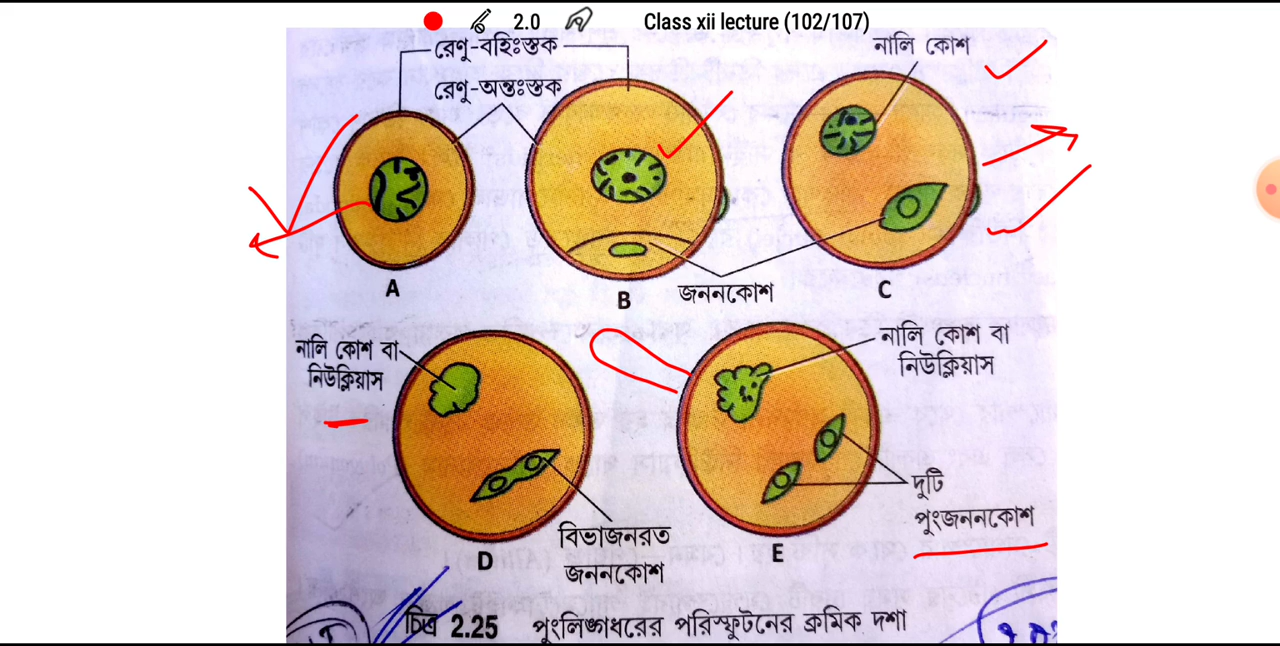 2.0 Class xii lecture (102/107)
রেণু-বহিঃস্তক
রেণু-অন্তঃস্তক
নালি কোশ
A
B
জননকোশ
C
নালি কোশ বা
নিউক্লিয়াস
নালি কোশ বা
নিউক্লিয়াস
দুটি
পুংজননকোশ
বিভাজনরত
জননকোশ
D
E
চিত্র 2.25 পুংলিঙ্গধরের পরিস্ফুটনের ক্রমিক দশা